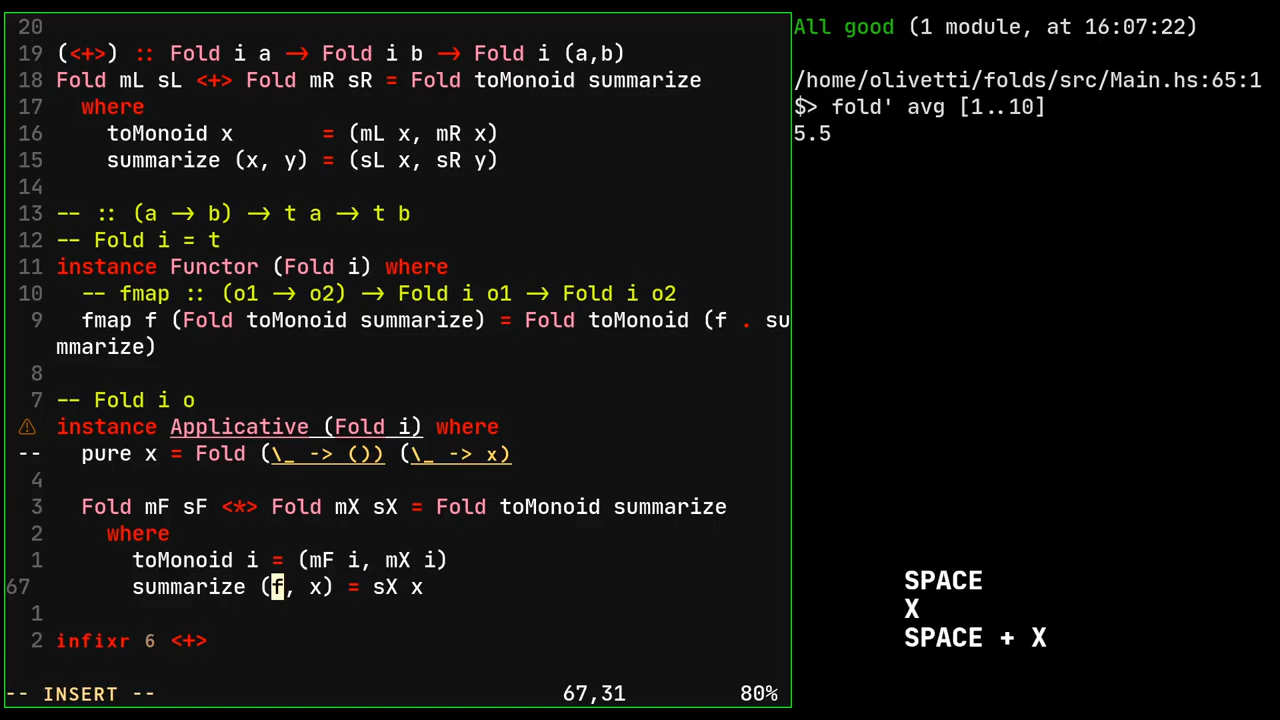 20
19 (<+>) :: Fold i a -> Fold i b -> Fold i (a,b)
18 Fold mL sL <+> Fold mR sR = Fold toMonoid summarize
17   where
16     toMonoid x       = (mL x, mR x)
15     summarize (x, y) = (sL x, sR y)
14
13 -- :: (a -> b) -> t a -> t b
12 -- Fold i = t
11 instance Functor (Fold i) where
10   -- fmap :: (o1 -> o2) -> Fold i o1 -> Fold i o2
9   fmap f (Fold toMonoid summarize) = Fold toMonoid (f . su
mmarize)
8
7 -- Fold i o
⚠ instance Applicative (Fold i) where
--   pure x = Fold (\_ -> ()) (\_ -> x)
4
3   Fold mF sF <*> Fold mX sX = Fold toMonoid summarize
2     where
1       toMonoid i = (mF i, mX i)
67       summarize (f, x) = sX x
1
2 infixr 6 <+>
-- INSERT -- 67,31 80%
All good (1 module, at 16:07:22)
/home/olivetti/folds/src/Main.hs:65:1
$> fold' avg [1..10]
5.5
SPACE
X
SPACE + X